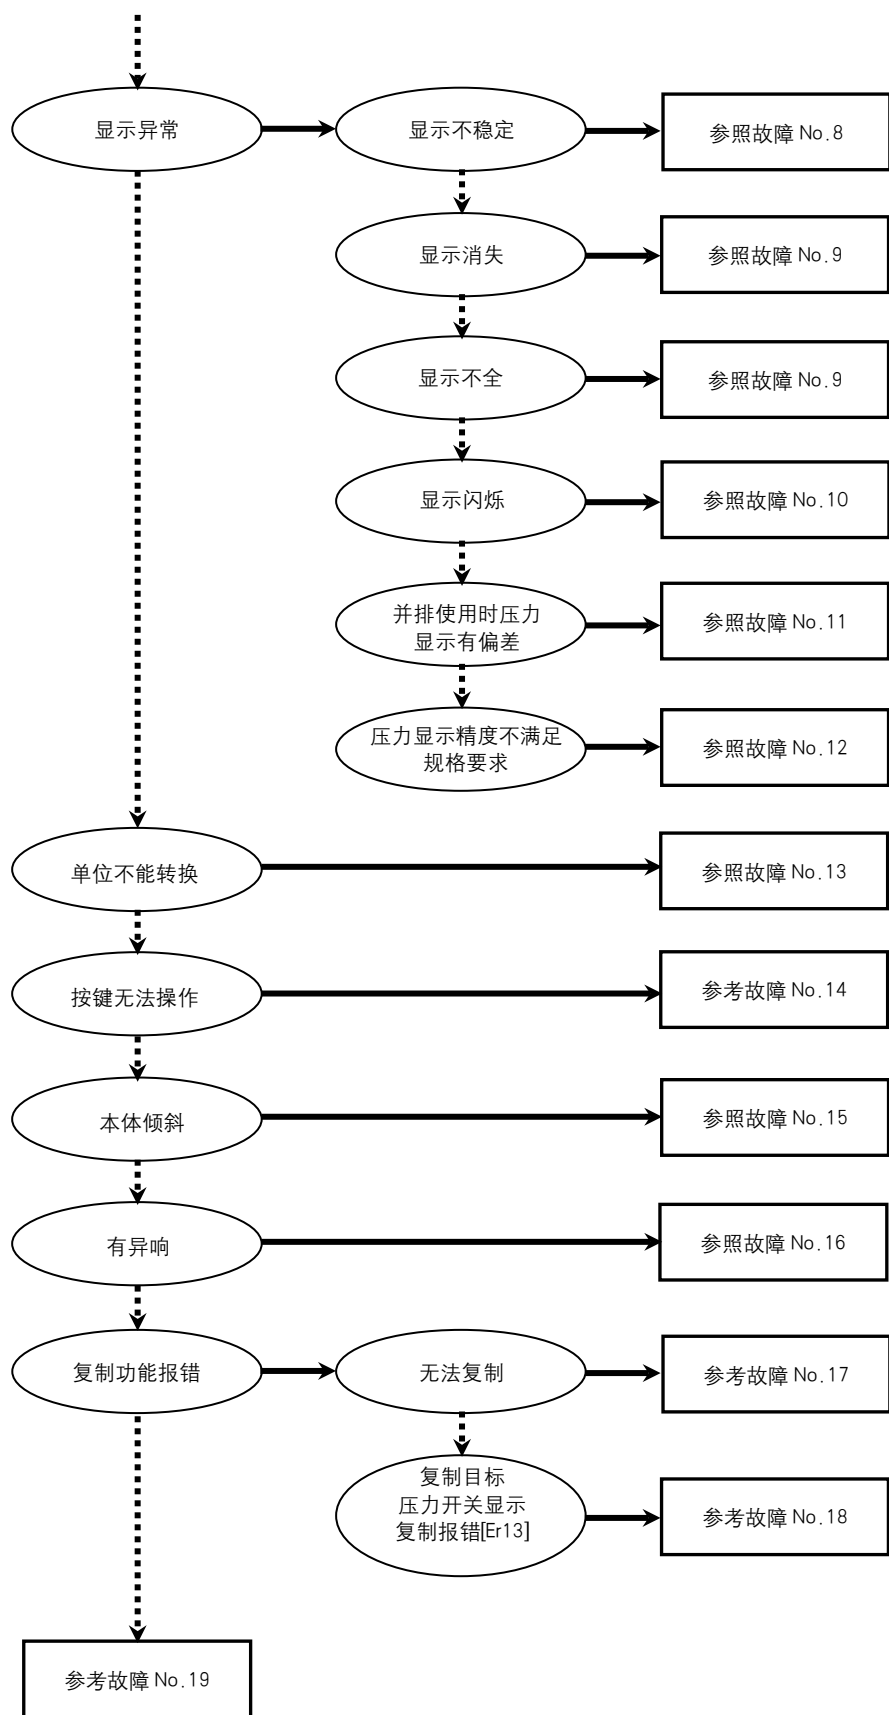 显示异常
显示不稳定
参照故障 No.8
显示消失
参照故障 No.9
显示不全
参照故障 No.9
显示闪烁
参照故障 No.10
并排使用时压力
显示有偏差
参照故障 No.11
压力显示精度不满足
规格要求
参照故障 No.12
单位不能转换
参照故障 No.13
按键无法操作
参考故障 No.14
本体倾斜
参照故障 No.15
有异响
参照故障 No.16
复制功能报错
无法复制
参考故障 No.17
复制目标
压力开关显示
复制报错[Er13]
参考故障 No.18
参考故障 No.19